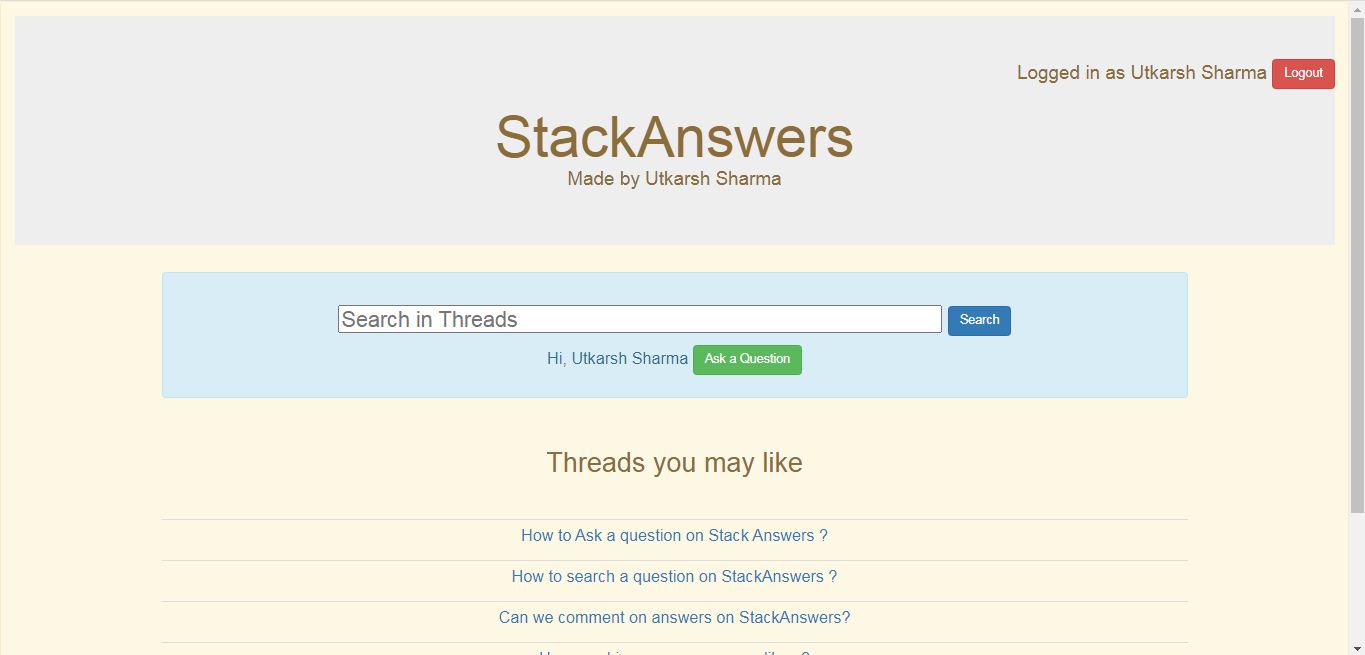 Logged in as Utkarsh Sharma Logout
StackAnswers
Made by Utkarsh Sharma
Search in Threads Search
Hi, Utkarsh Sharma Ask a Question
Threads you may like
How to Ask a question on Stack Answers ?
How to search a question on StackAnswers ?
Can we comment on answers on StackAnswers?